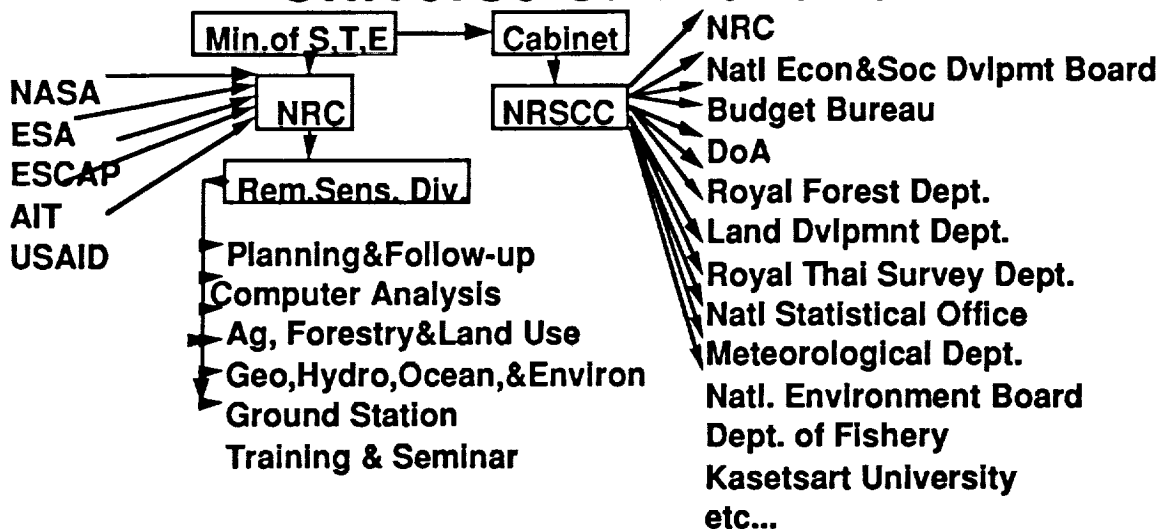 Min.of S,T,E
Cabinet
NRC
NRSCC
NASA
ESA
ESCAP
AIT
USAID
Rem.Sens. Div.
Planning&Follow-up
Computer Analysis
Ag, Forestry&Land Use
Geo,Hydro,Ocean,&Environ
Ground Station
Training & Seminar
NRC
Natl Econ&Soc Dvlpmt Board
Budget Bureau
DoA
Royal Forest Dept.
Land Dvlpmnt Dept.
Royal Thai Survey Dept.
Natl Statistical Office
Meteorological Dept.
Natl. Environment Board
Dept. of Fishery
Kasetsart University
etc...